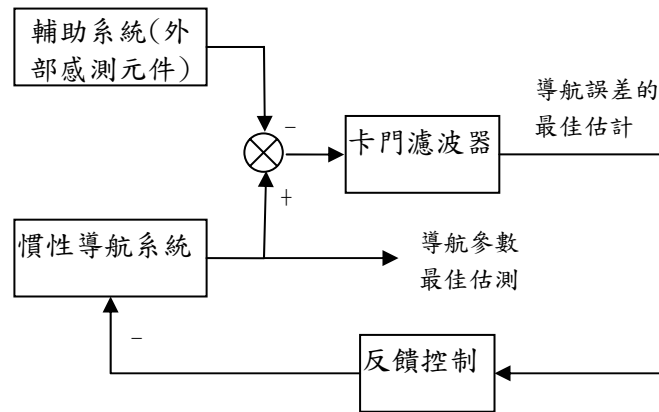 輔助系統(外
部感測元件)
導航誤差的
最佳估計
－
卡門濾波器
+
慣性導航系統
導航參數
最佳估測
－
反饋控制